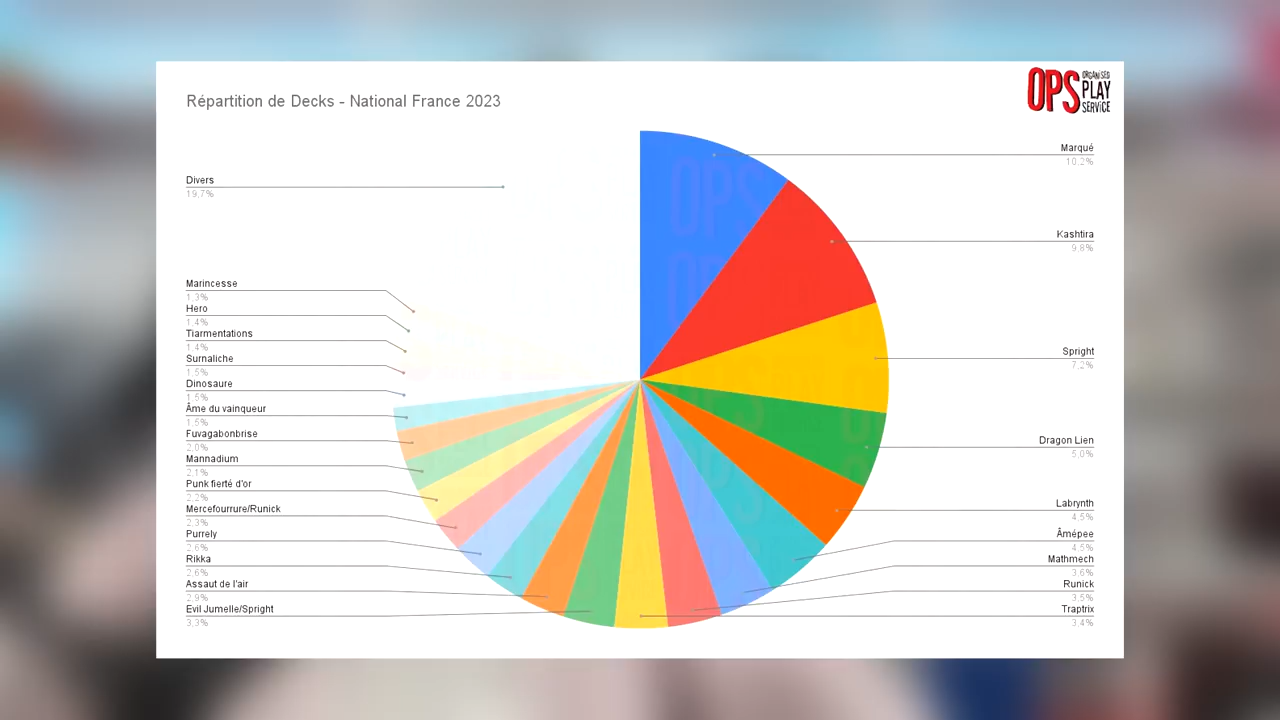 Répartition de Decks - National France 2023
OPS ORGANISED
PLAY
SERVICE
Divers
19,7%
Marincesse
1,3%
Hero
1,4%
Tiarmentations
1,4%
Surnaliche
1,5%
Dinosaure
1,5%
Âme du vainqueur
1,5%
Fuvagabonbrise
2,0%
Mannadium
2,1%
Punk fierté d'or
2,2%
Mercefourrure/Runick
2,3%
Purrely
2,6%
Rikka
2,6%
Assaut de l'air
2,9%
Evil Jumelle/Spright
3,3%
Marqué
10,2%
Kashtira
9,8%
Spright
7,2%
Dragon Lien
5,0%
Labrynth
4,5%
Âmépee
4,5%
Mathmech
3,6%
Runick
3,5%
Traptrix
3,4%